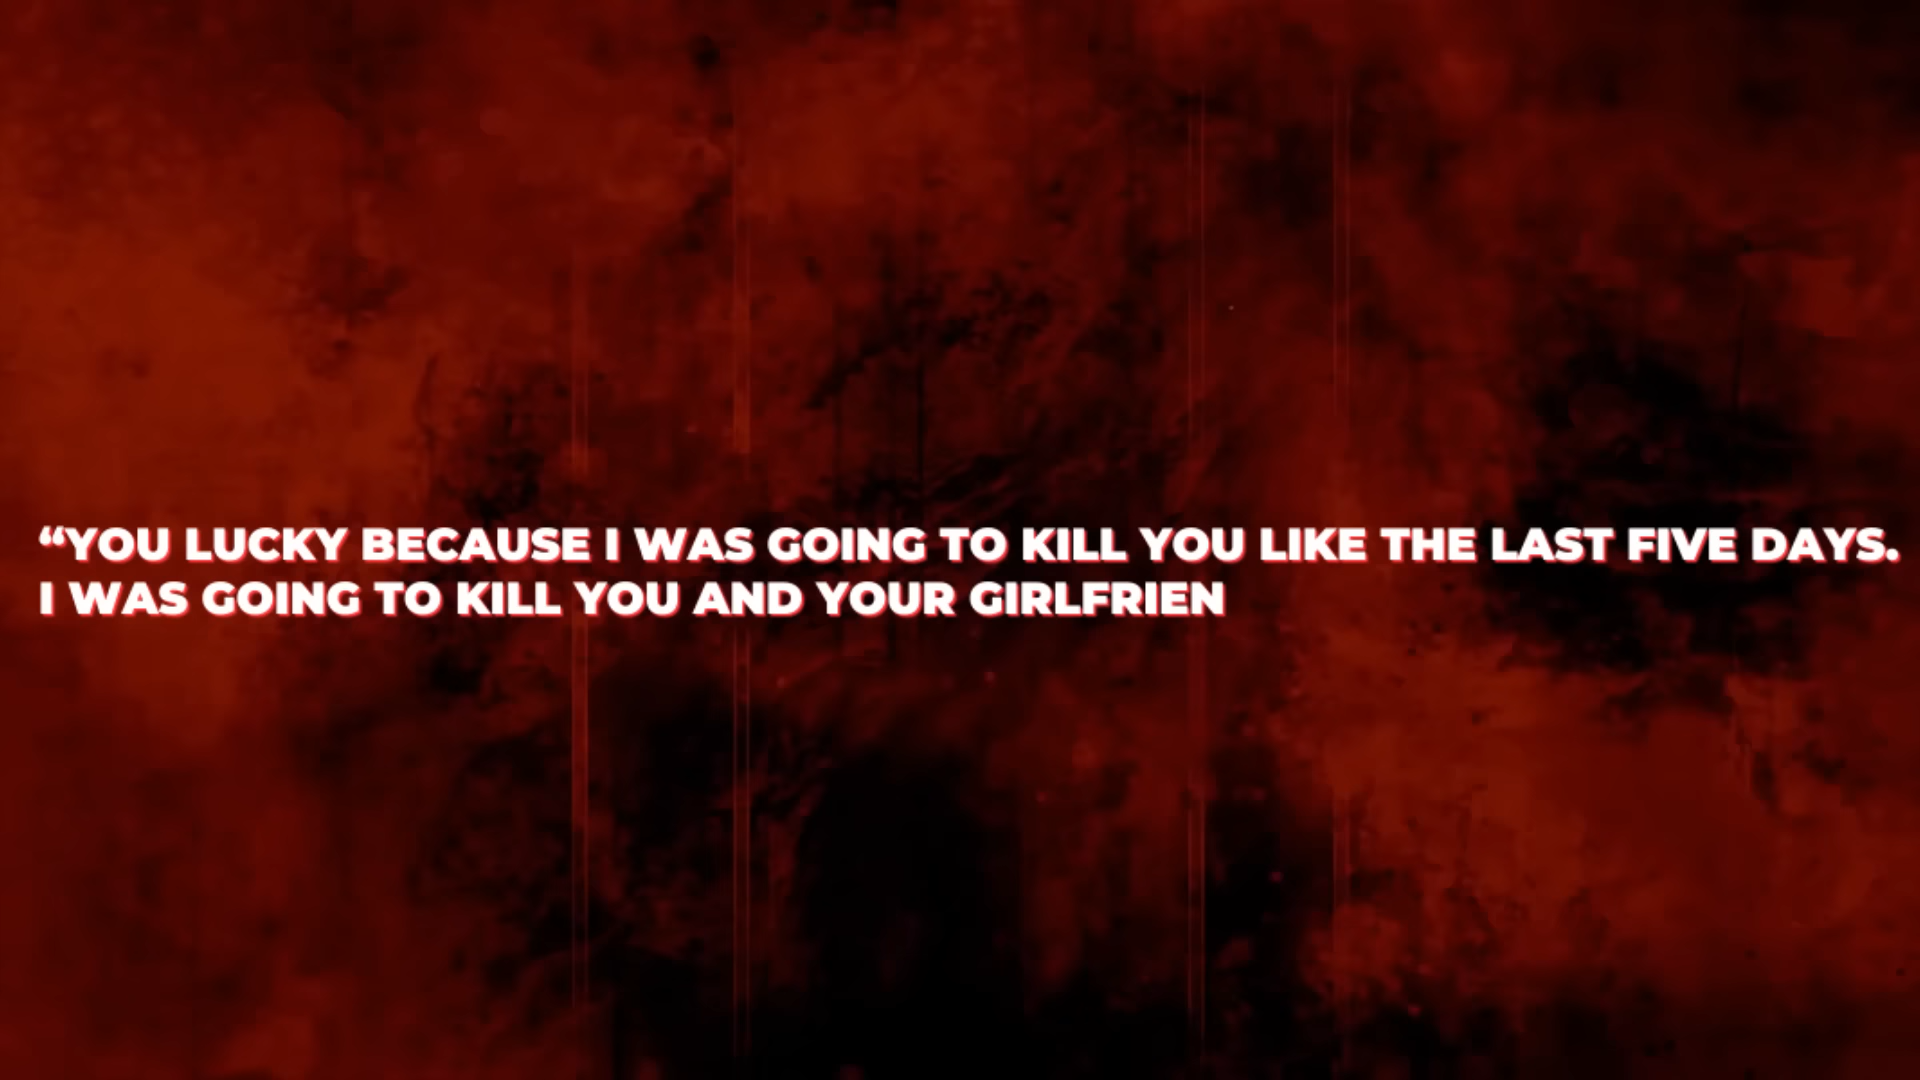 “YOU LUCKY BECAUSE I WAS GOING TO KILL YOU LIKE THE LAST FIVE DAYS.
I WAS GOING TO KILL YOU AND YOUR GIRLFRIEN